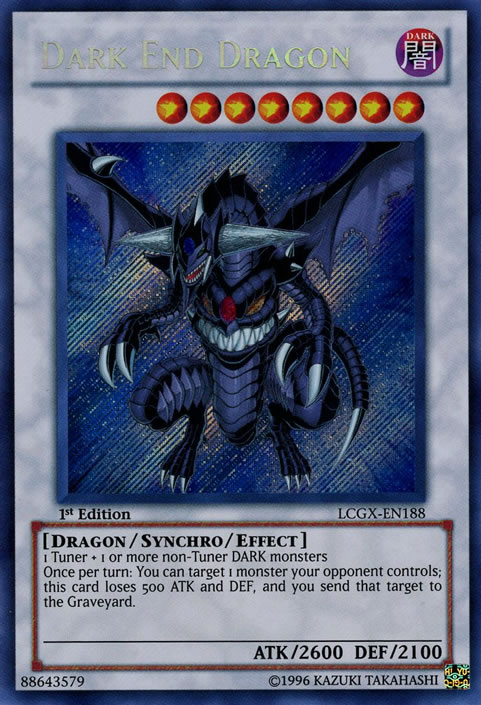 DARK END DRAGON
DARK
闇
1st Edition
LCGX-EN188
[DRAGON/SYNCHRO/EFFECT]
1 Tuner + 1 or more non-Tuner DARK monsters
Once per turn: You can target 1 monster your opponent controls;
this card loses 500 ATK and DEF, and you send that target to
the Graveyard.
ATK/2600 DEF/2100
88643579
©1996 KAZUKI TAKAHASHI